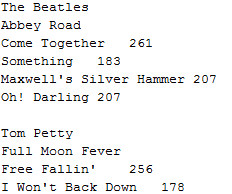 The Beatles
Abbey Road
Come Together   261
Something   183
Maxwell's Silver Hammer 207
Oh! Darling 207

Tom Petty
Full Moon Fever
Free Fallin'    256
I Won't Back Down   178